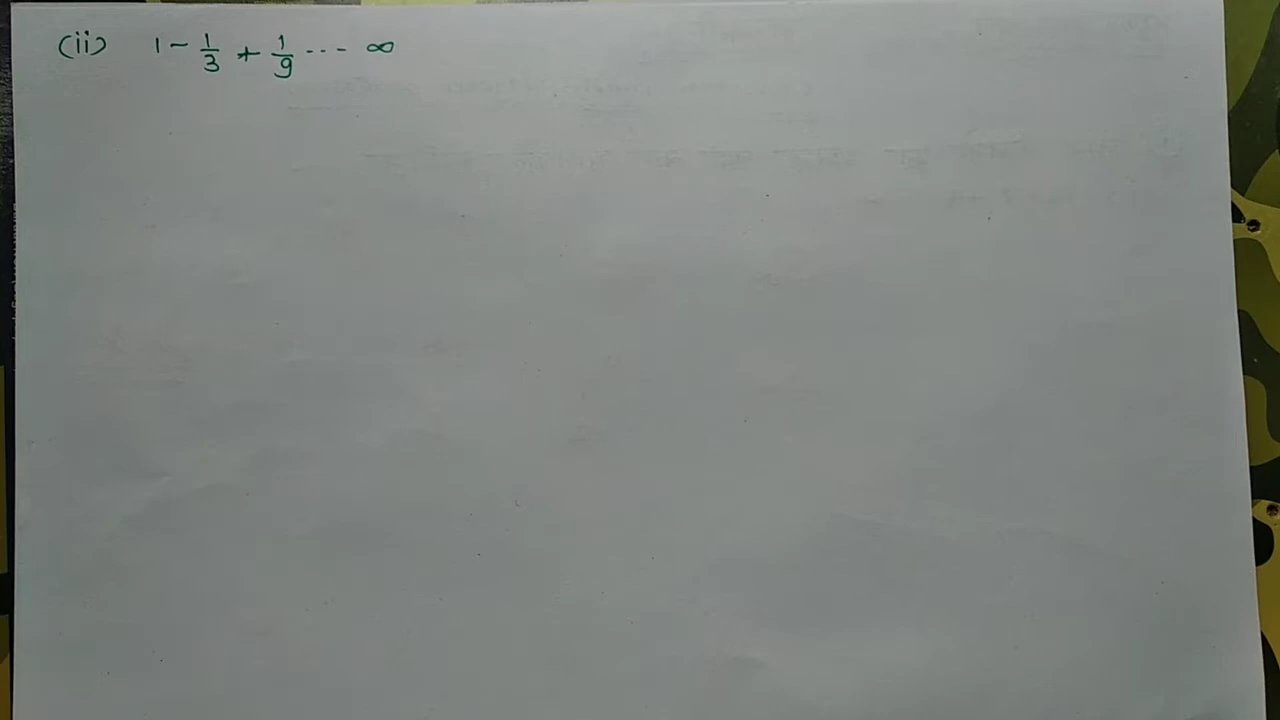 (ii) 1 - 1/3 + 1/9 --- ∞